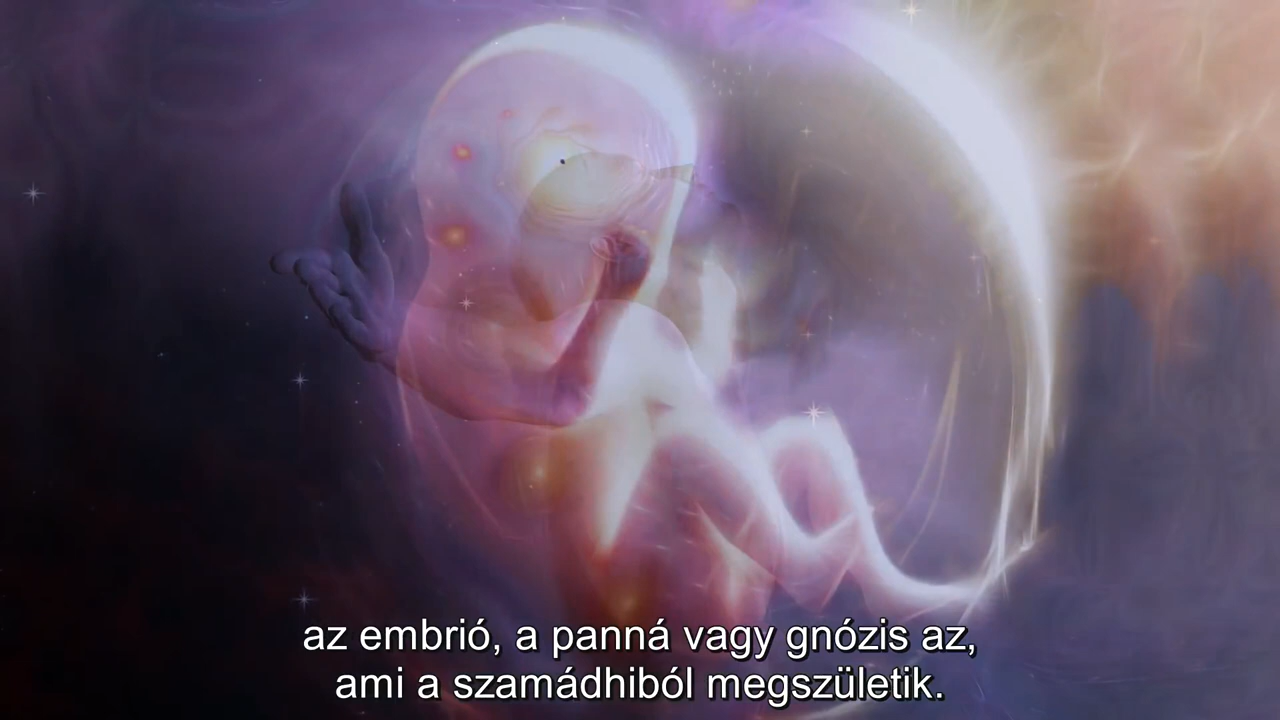 az embrió, a panná vagy gnózis az,
ami a szamádhiból megszületik.